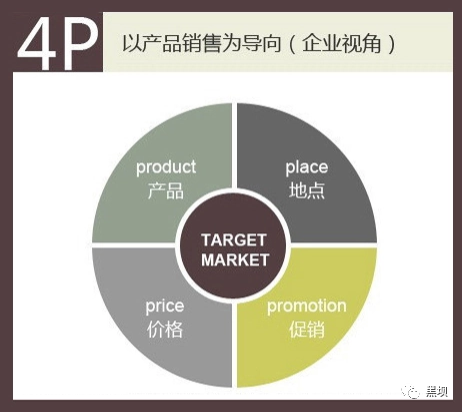 4P 以产品销售为导向（企业视角）
product
产品
place
地点
TARGET
MARKET
price
价格
promotion
促销
黑坝